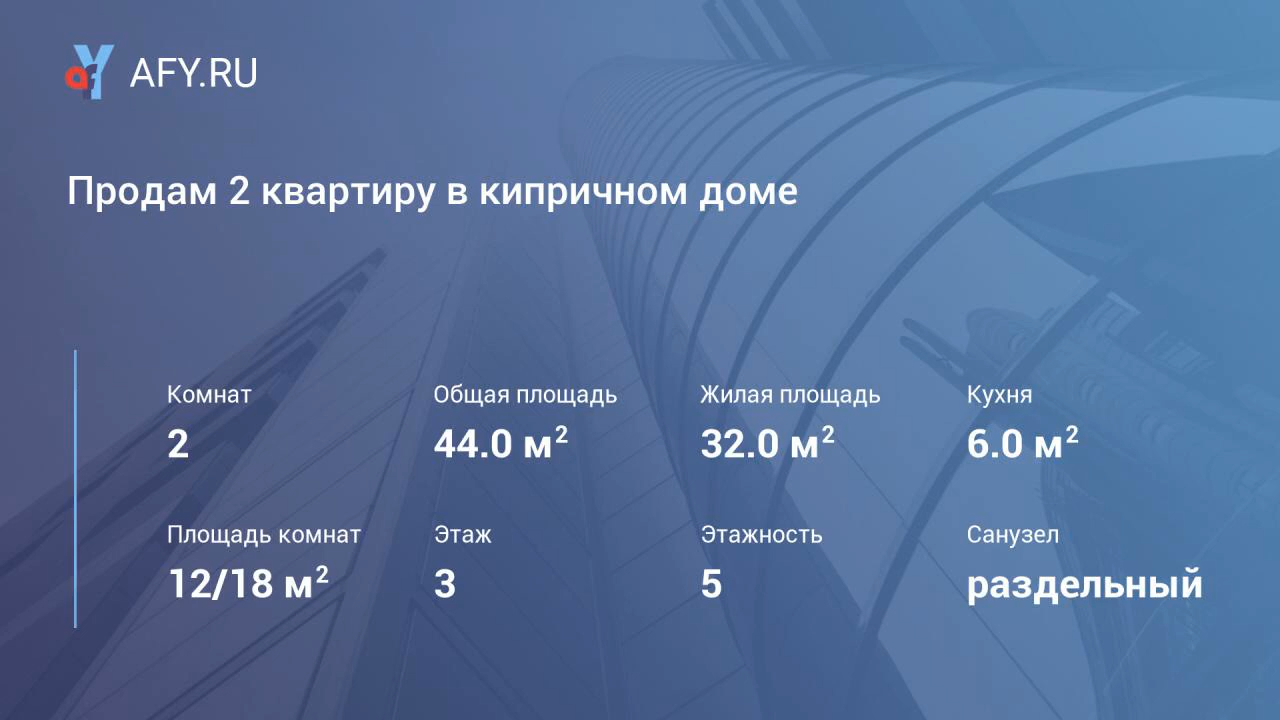 AFY.RU
Продам 2 квартиру в кипричном доме
Комнат
2
Общая площадь
44.0 м²
Жилая площадь
32.0 м²
Кухня
6.0 м²
Площадь комнат
12/18 м²
Этаж
3
Этажность
5
Санузел
раздельный